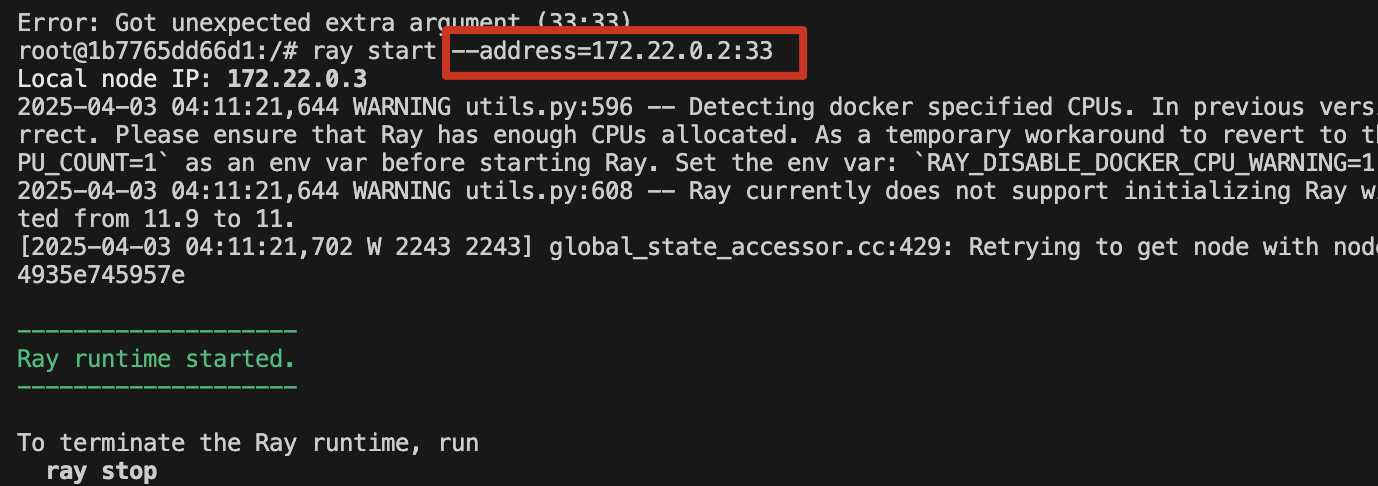 Error: Got unexpected extra argument (33:33)
root@1b7765dd66d1:/# ray start --address=172.22.0.2:33
Local node IP: 172.22.0.3
2025-04-03 04:11:21,644 WARNING utils.py:596 -- Detecting docker specified CPUs. In previous versi
rrect. Please ensure that Ray has enough CPUs allocated. As a temporary workaround to revert to th
PU_COUNT=1` as an env var before starting Ray. Set the env var: `RAY_DISABLE_DOCKER_CPU_WARNING=1
2025-04-03 04:11:21,644 WARNING utils.py:608 -- Ray currently does not support initializing Ray wi
ted from 11.9 to 11.
[2025-04-03 04:11:21,702 W 2243 2243] global_state_accessor.cc:429: Retrying to get node with node
4935e745957e
--------------------
Ray runtime started.
--------------------
To terminate the Ray runtime, run
ray stop